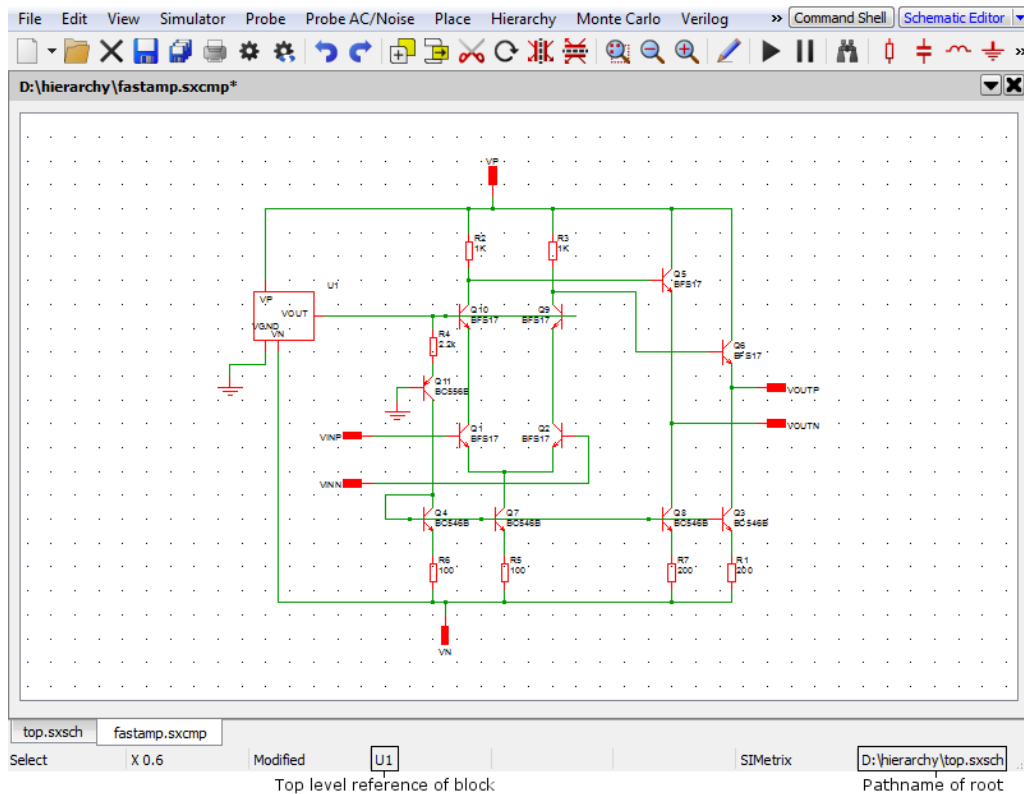 File Edit View Simulator Probe Probe AC/Noise Place Hierarchy Monte Carlo Verilog » Command Shell Schematic Editor
»
D:\hierarchy\fastamp.sxcmp*
VP
R2
1K
R3
1K
Q5
BFS17
U1
VP
VOUT
VGND
VN
Q10
BFS17
Q9
BFS17
R4
2.2k
Q6
BFS17
Q11
BC556B
VOUTP
VOUTN
VINP
Q1
BFS17
Q2
BFS17
VINN
Q4
BC546B
Q7
BC546B
Q8
BC546B
Q3
BC546B
R6
100
R5
100
R7
200
R1
200
VN
top.sxsch fastamp.sxcmp
Select X 0.6 Modified U1 SIMetrix D:\hierarchy\top.sxsch
Top level reference of block Pathname of root